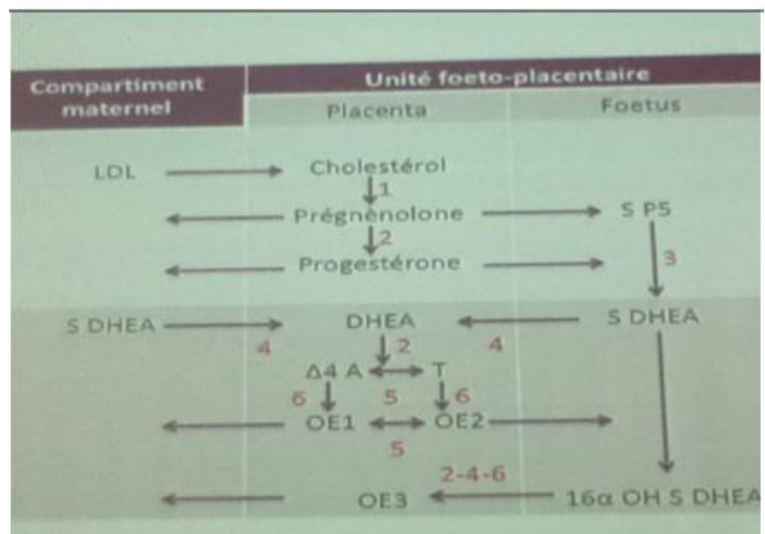 Compartiment maternel
Unité foeto-placentaire
Placenta
Foetus
LDL
Cholestérol
1
Prégnènolone
S P5
2
3
Progestérone
S DHEA
DHEA
S DHEA
4
2
4
Δ4 A
T
6
5
6
OE1
OE2
5
2-4-6
OE3
16α OH S DHEA